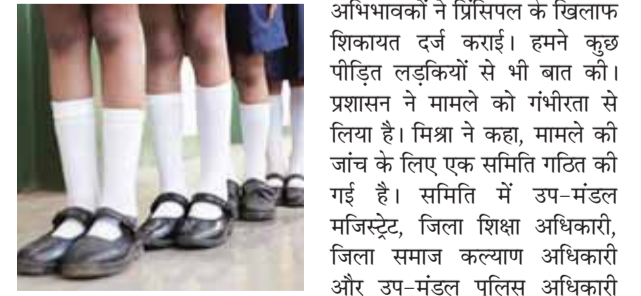 अभिभावकों ने प्रिंसिपल के खिलाफ
शिकायत दर्ज कराई। हमने कुछ
पीड़ित लड़कियों से भी बात की।
प्रशासन ने मामले को गंभीरता से
लिया है। मिश्रा ने कहा, मामले की
जांच के लिए एक समिति गठित की
गई है। समिति में उप-मंडल
मजिस्ट्रेट, जिला शिक्षा अधिकारी,
जिला समाज कल्याण अधिकारी
और उप-मंडल पुलिस अधिकारी